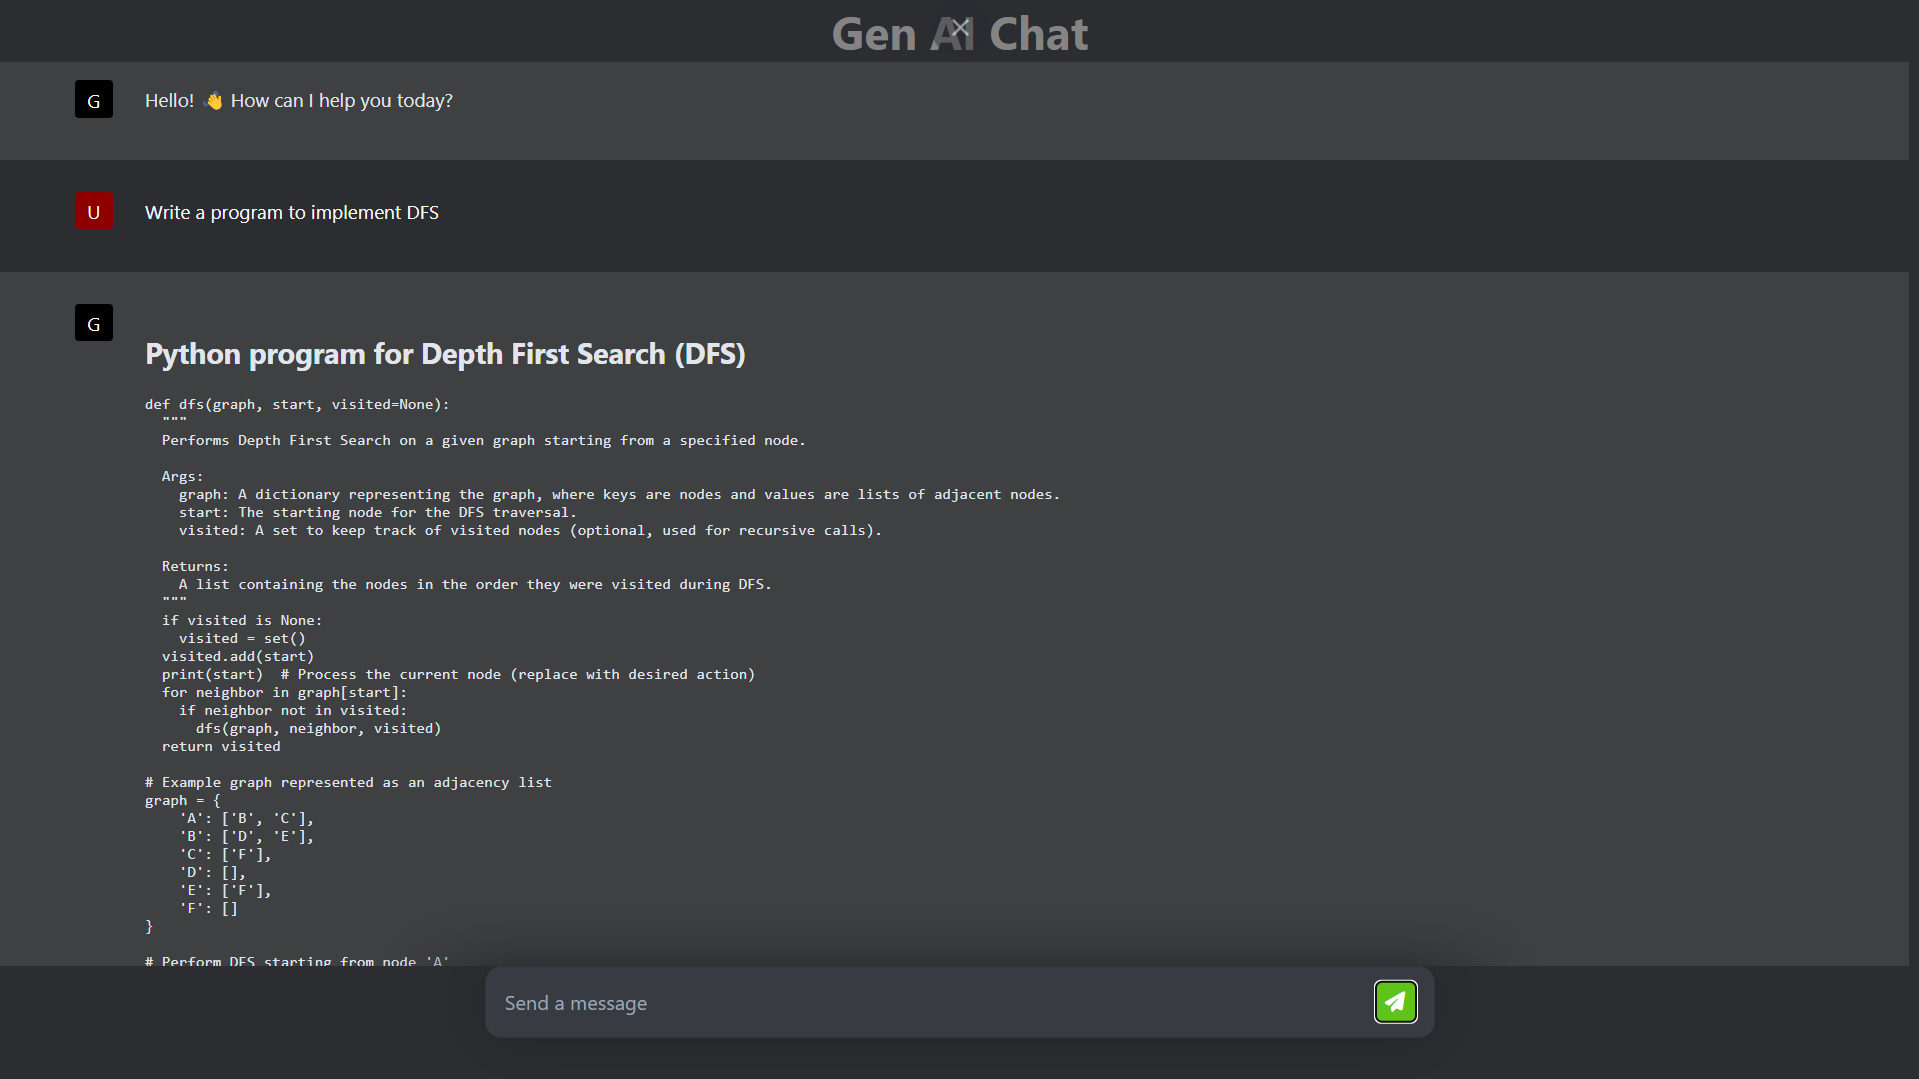 Gen AI Chat
G
Hello! 👋 How can I help you today?
U
Write a program to implement DFS
G
Python program for Depth First Search (DFS)
def dfs(graph, start, visited=None):
  """
  Performs Depth First Search on a given graph starting from a specified node.

  Args:
    graph: A dictionary representing the graph, where keys are nodes and values are lists of adjacent nodes.
    start: The starting node for the DFS traversal.
    visited: A set to keep track of visited nodes (optional, used for recursive calls).

  Returns:
    A list containing the nodes in the order they were visited during DFS.
  """
  if visited is None:
    visited = set()
  visited.add(start)
  print(start)  # Process the current node (replace with desired action)
  for neighbor in graph[start]:
    if neighbor not in visited:
      dfs(graph, neighbor, visited)
  return visited

# Example graph represented as an adjacency list
graph = {
    'A': ['B', 'C'],
    'B': ['D', 'E'],
    'C': ['F'],
    'D': [],
    'E': ['F'],
    'F': []
}

# Perform DFS starting from node 'A'
Send a message